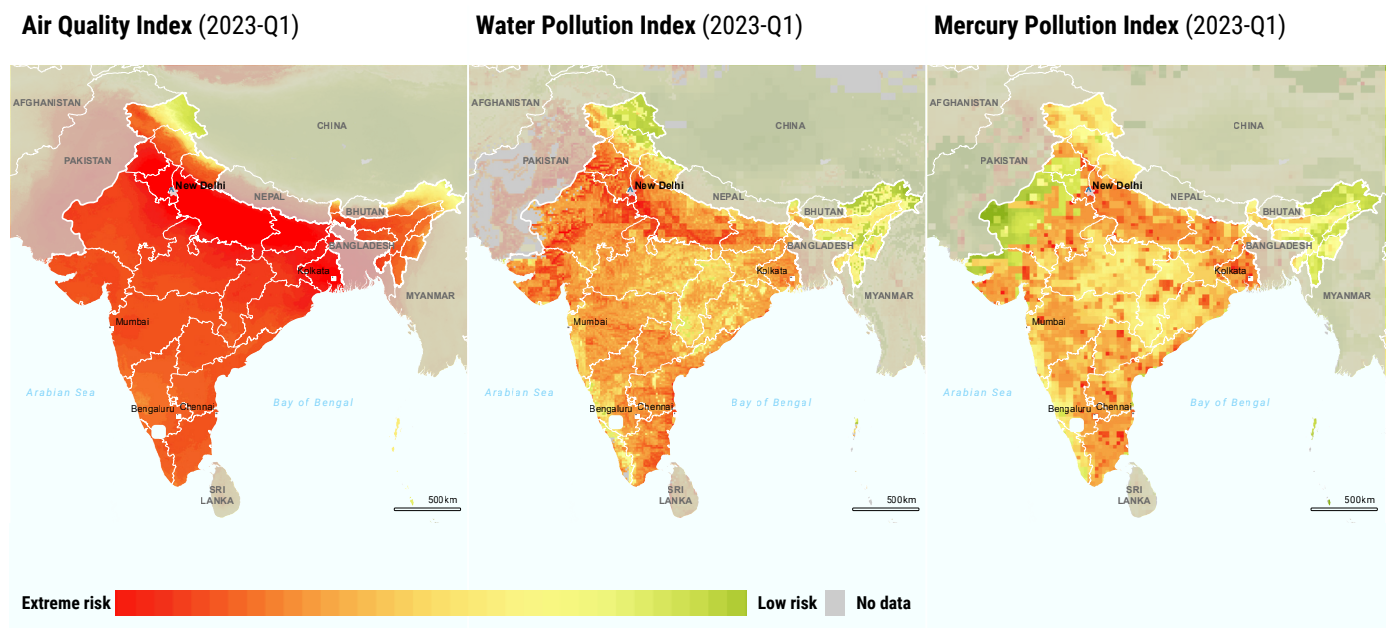 Air Quality Index (2023-Q1)
Water Pollution Index (2023-Q1)
Mercury Pollution Index (2023-Q1)
AFGHANISTAN
CHINA
PAKISTAN
New Delhi
NEPAL
BHUTAN
BANGLADESH
Kolkata
MYANMAR
Mumbai
Arabian Sea
Bay of Bengal
Bengaluru
Chennai
SRI
LANKA
500km
AFGHANISTAN
CHINA
PAKISTAN
New Delhi
NEPAL
BHUTAN
BANGLADESH
Kolkata
MYANMAR
Mumbai
Arabian Sea
Bay of Bengal
Bengaluru
Chennai
SRI
LANKA
500km
AFGHANISTAN
CHINA
PAKISTAN
New Delhi
NEPAL
BHUTAN
BANGLADESH
Kolkata
MYANMAR
Mumbai
Arabian Sea
Bay of Bengal
Bengaluru
Chennai
SRI
LANKA
500km
Extreme risk
Low risk
No data